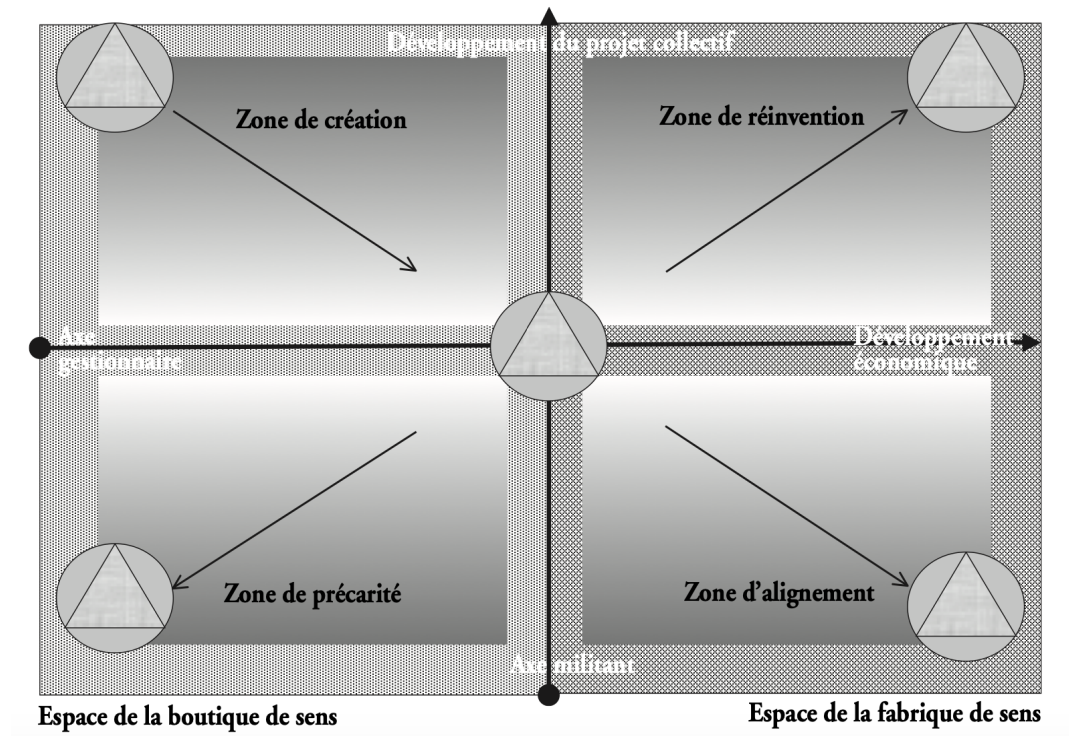 Développement du projet collectif
Zone de création
Zone de réinvention
Axe
gestionnaire
Développement
économique
Zone de précarité
Zone d’alignement
Axe militant
Espace de la boutique de sens
Espace de la fabrique de sens